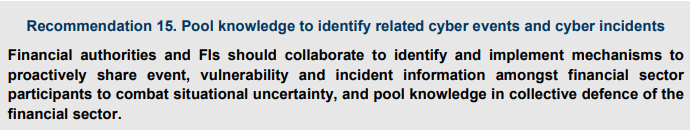 Recommendation 15. Pool knowledge to identify related cyber events and cyber incidents
Financial authorities and FIs should collaborate to identify and implement mechanisms to
proactively share event, vulnerability and incident information amongst financial sector
participants to combat situational uncertainty, and pool knowledge in collective defence of the
financial sector.